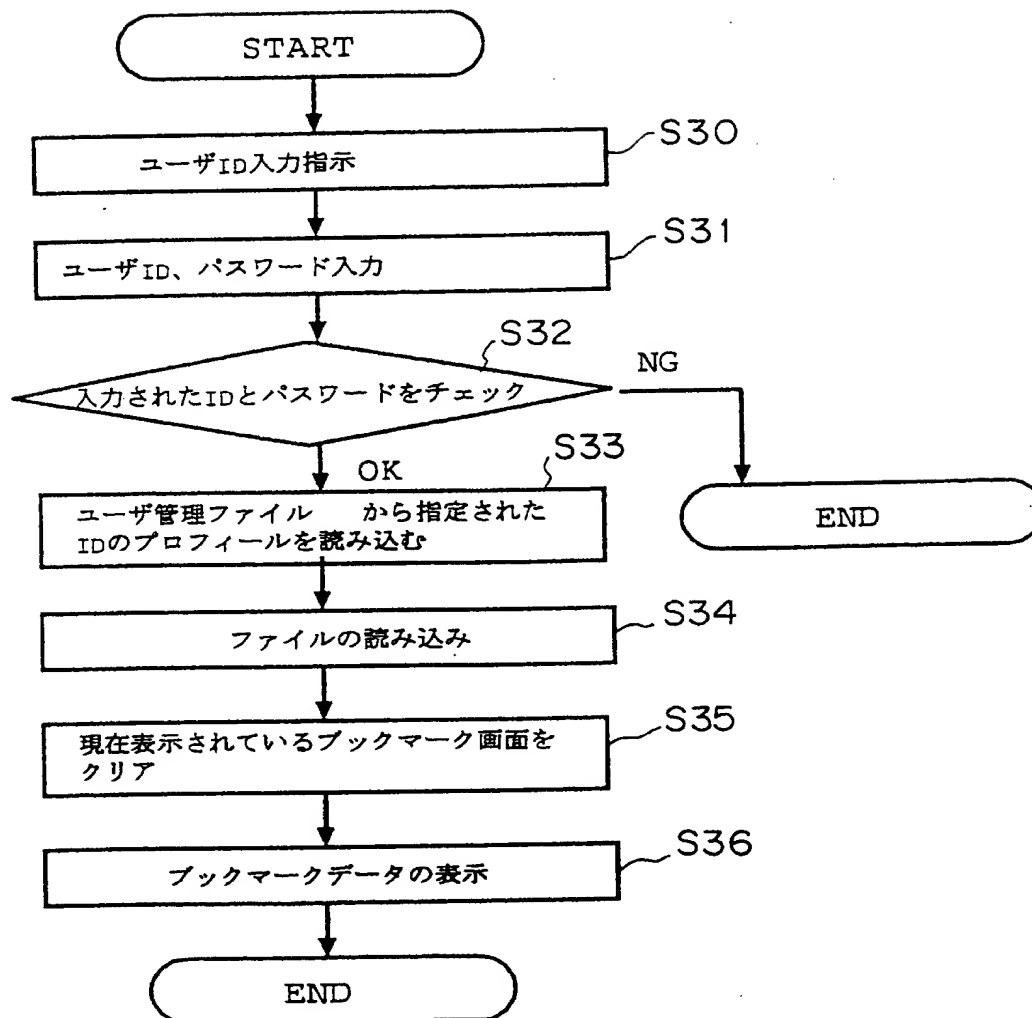 START
S30
ユーザID入力指示
S31
ユーザID、パスワード入力
S32
入力されたIDとパスワードをチェック
NG
OK
S33
END
ユーザ管理ファイル　から指定された
IDのプロフィールを読み込む
S34
ファイルの読み込み
S35
現在表示されているブックマーク画面を
クリア
S36
ブックマークデータの表示
END